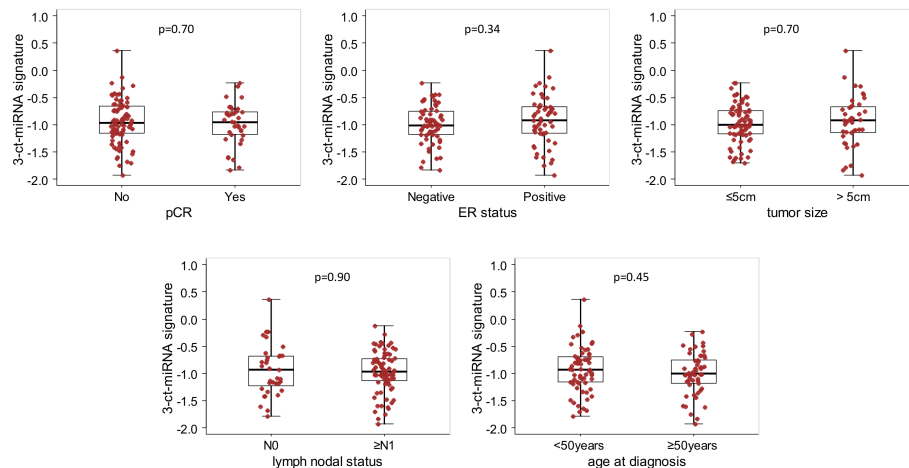 p=0.70
3-ct-miRNA signature
1.0
0.5
0.0
-0.5
-1.0
-1.5
-2.0
No Yes
pCR
p=0.34
3-ct-miRNA signature
1.0
0.5
0.0
-0.5
-1.0
-1.5
-2.0
Negative Positive
ER status
p=0.70
3-ct-miRNA signature
1.0
0.5
0.0
-0.5
-1.0
-1.5
-2.0
≤5cm > 5cm
tumor size
p=0.90
3-ct-miRNA signature
1.0
0.5
0.0
-0.5
-1.0
-1.5
-2.0
N0 ≥N1
lymph nodal status
p=0.45
3-ct-miRNA signature
1.0
0.5
0.0
-0.5
-1.0
-1.5
-2.0
<50years ≥50years
age at diagnosis